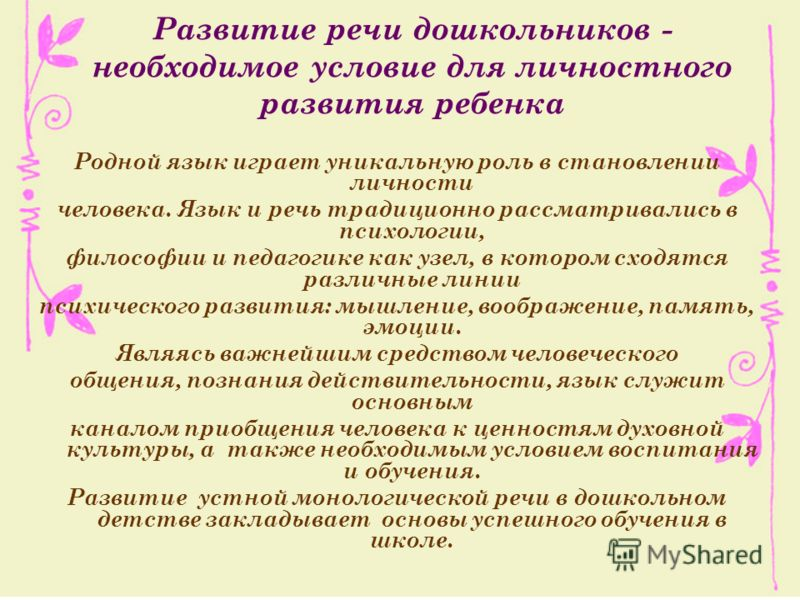 Развитие речи дошкольников -
необходимое условие для личностного
развития ребенка
Родной язык играет уникальную роль в становлении
личности
человека. Язык и речь традиционно рассматривались в
психологии,
философии и педагогике как узел, в котором сходятся
различные линии
психического развития: мышление, воображение, память,
эмоции.
Являясь важнейшим средством человеческого
общения, познания действительности, язык служит
основным
каналом приобщения человека к ценностям духовной
культуры, а также необходимым условием воспитания
и обучения.
Развитие устной монологической речи в дошкольном
детстве закладывает основы успешного обучения в
школе.
MyShared